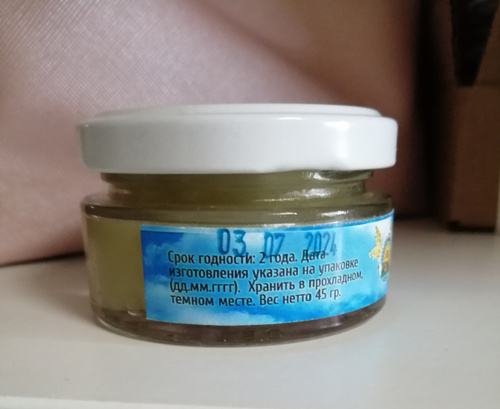 03 07 2024
Срок годности: 2 года. Дата
изготовления указана на упаковке
(дд.мм.гггг). Хранить в прохладном,
темном месте. Вес нетто 45 гр.